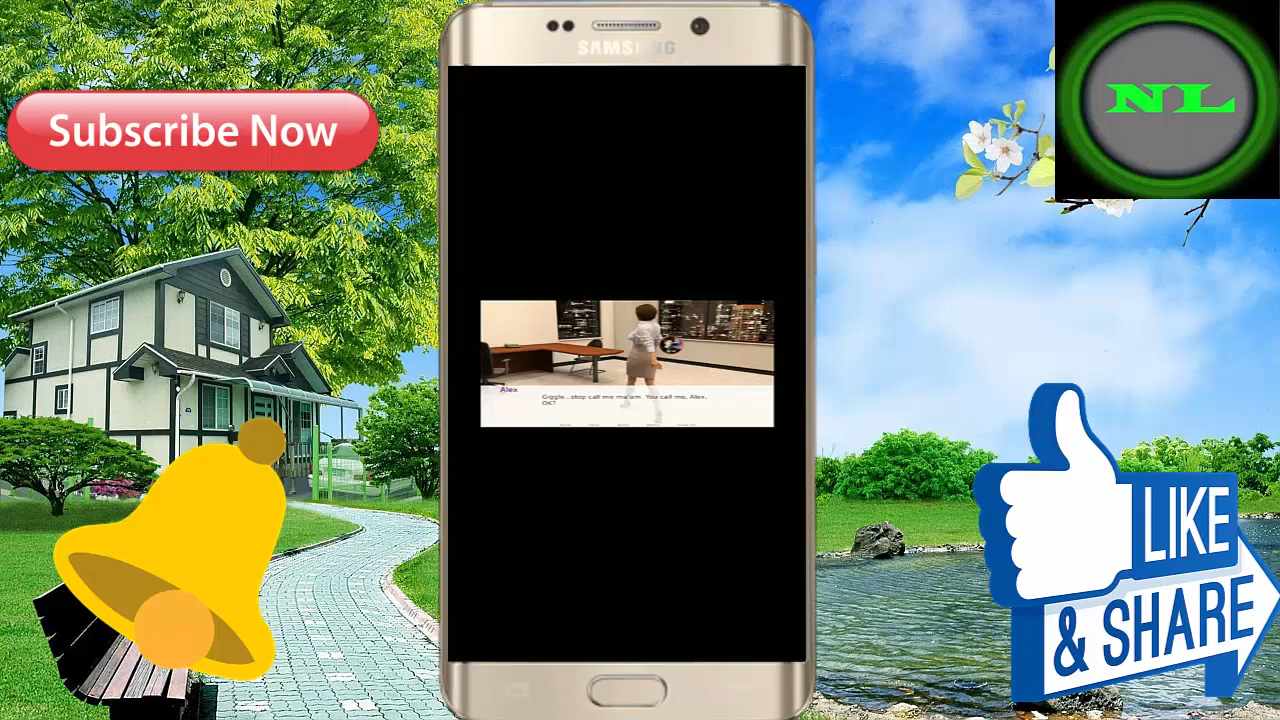 Subscribe Now
SAMSUNG
NL
Alex
Giggle...stop call me ma'am. You call me, Alex,
OK?
LIKE
& SHARE